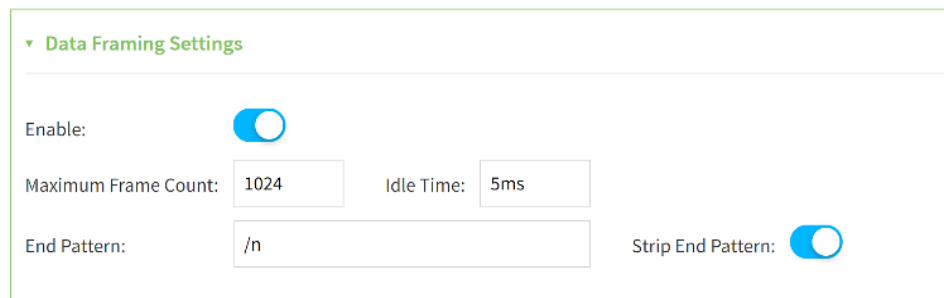 Data Framing Settings
Enable:
Maximum Frame Count: 1024 Idle Time: 5ms
End Pattern: /n Strip End Pattern: